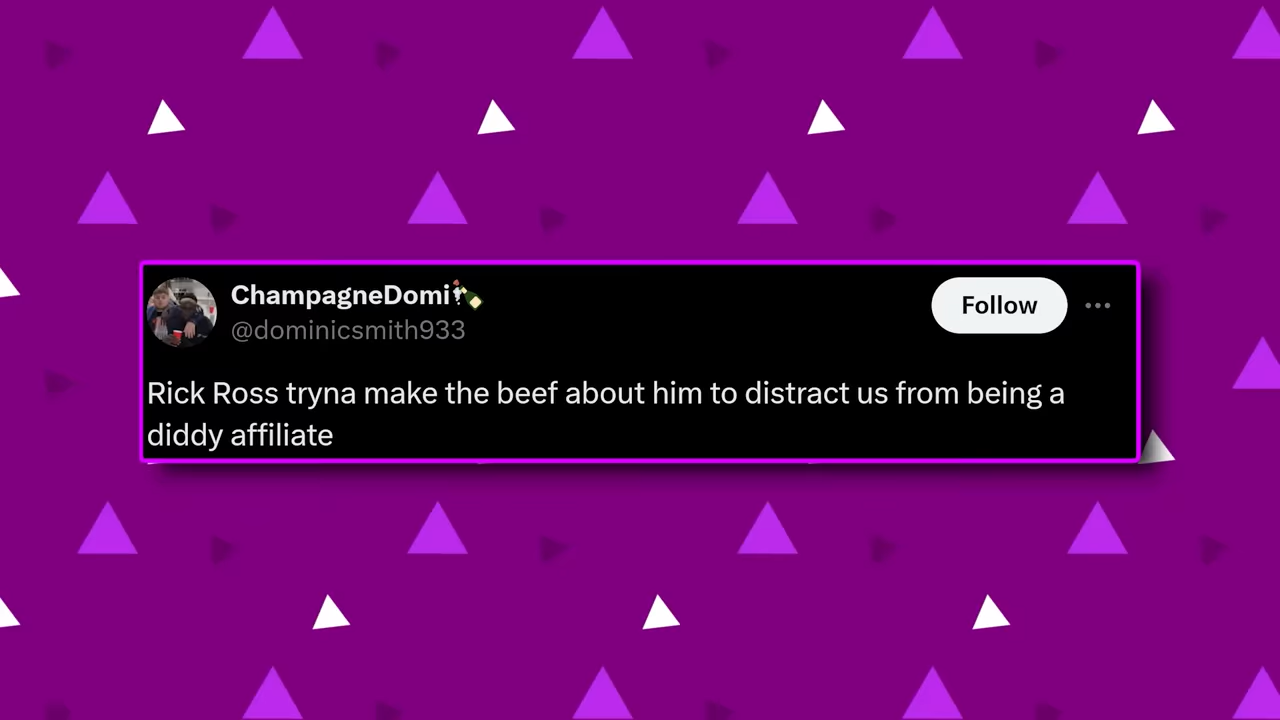 ChampagneDomi🍾
@dominicsmith933
Follow
Rick Ross tryna make the beef about him to distract us from being a
diddy affiliate